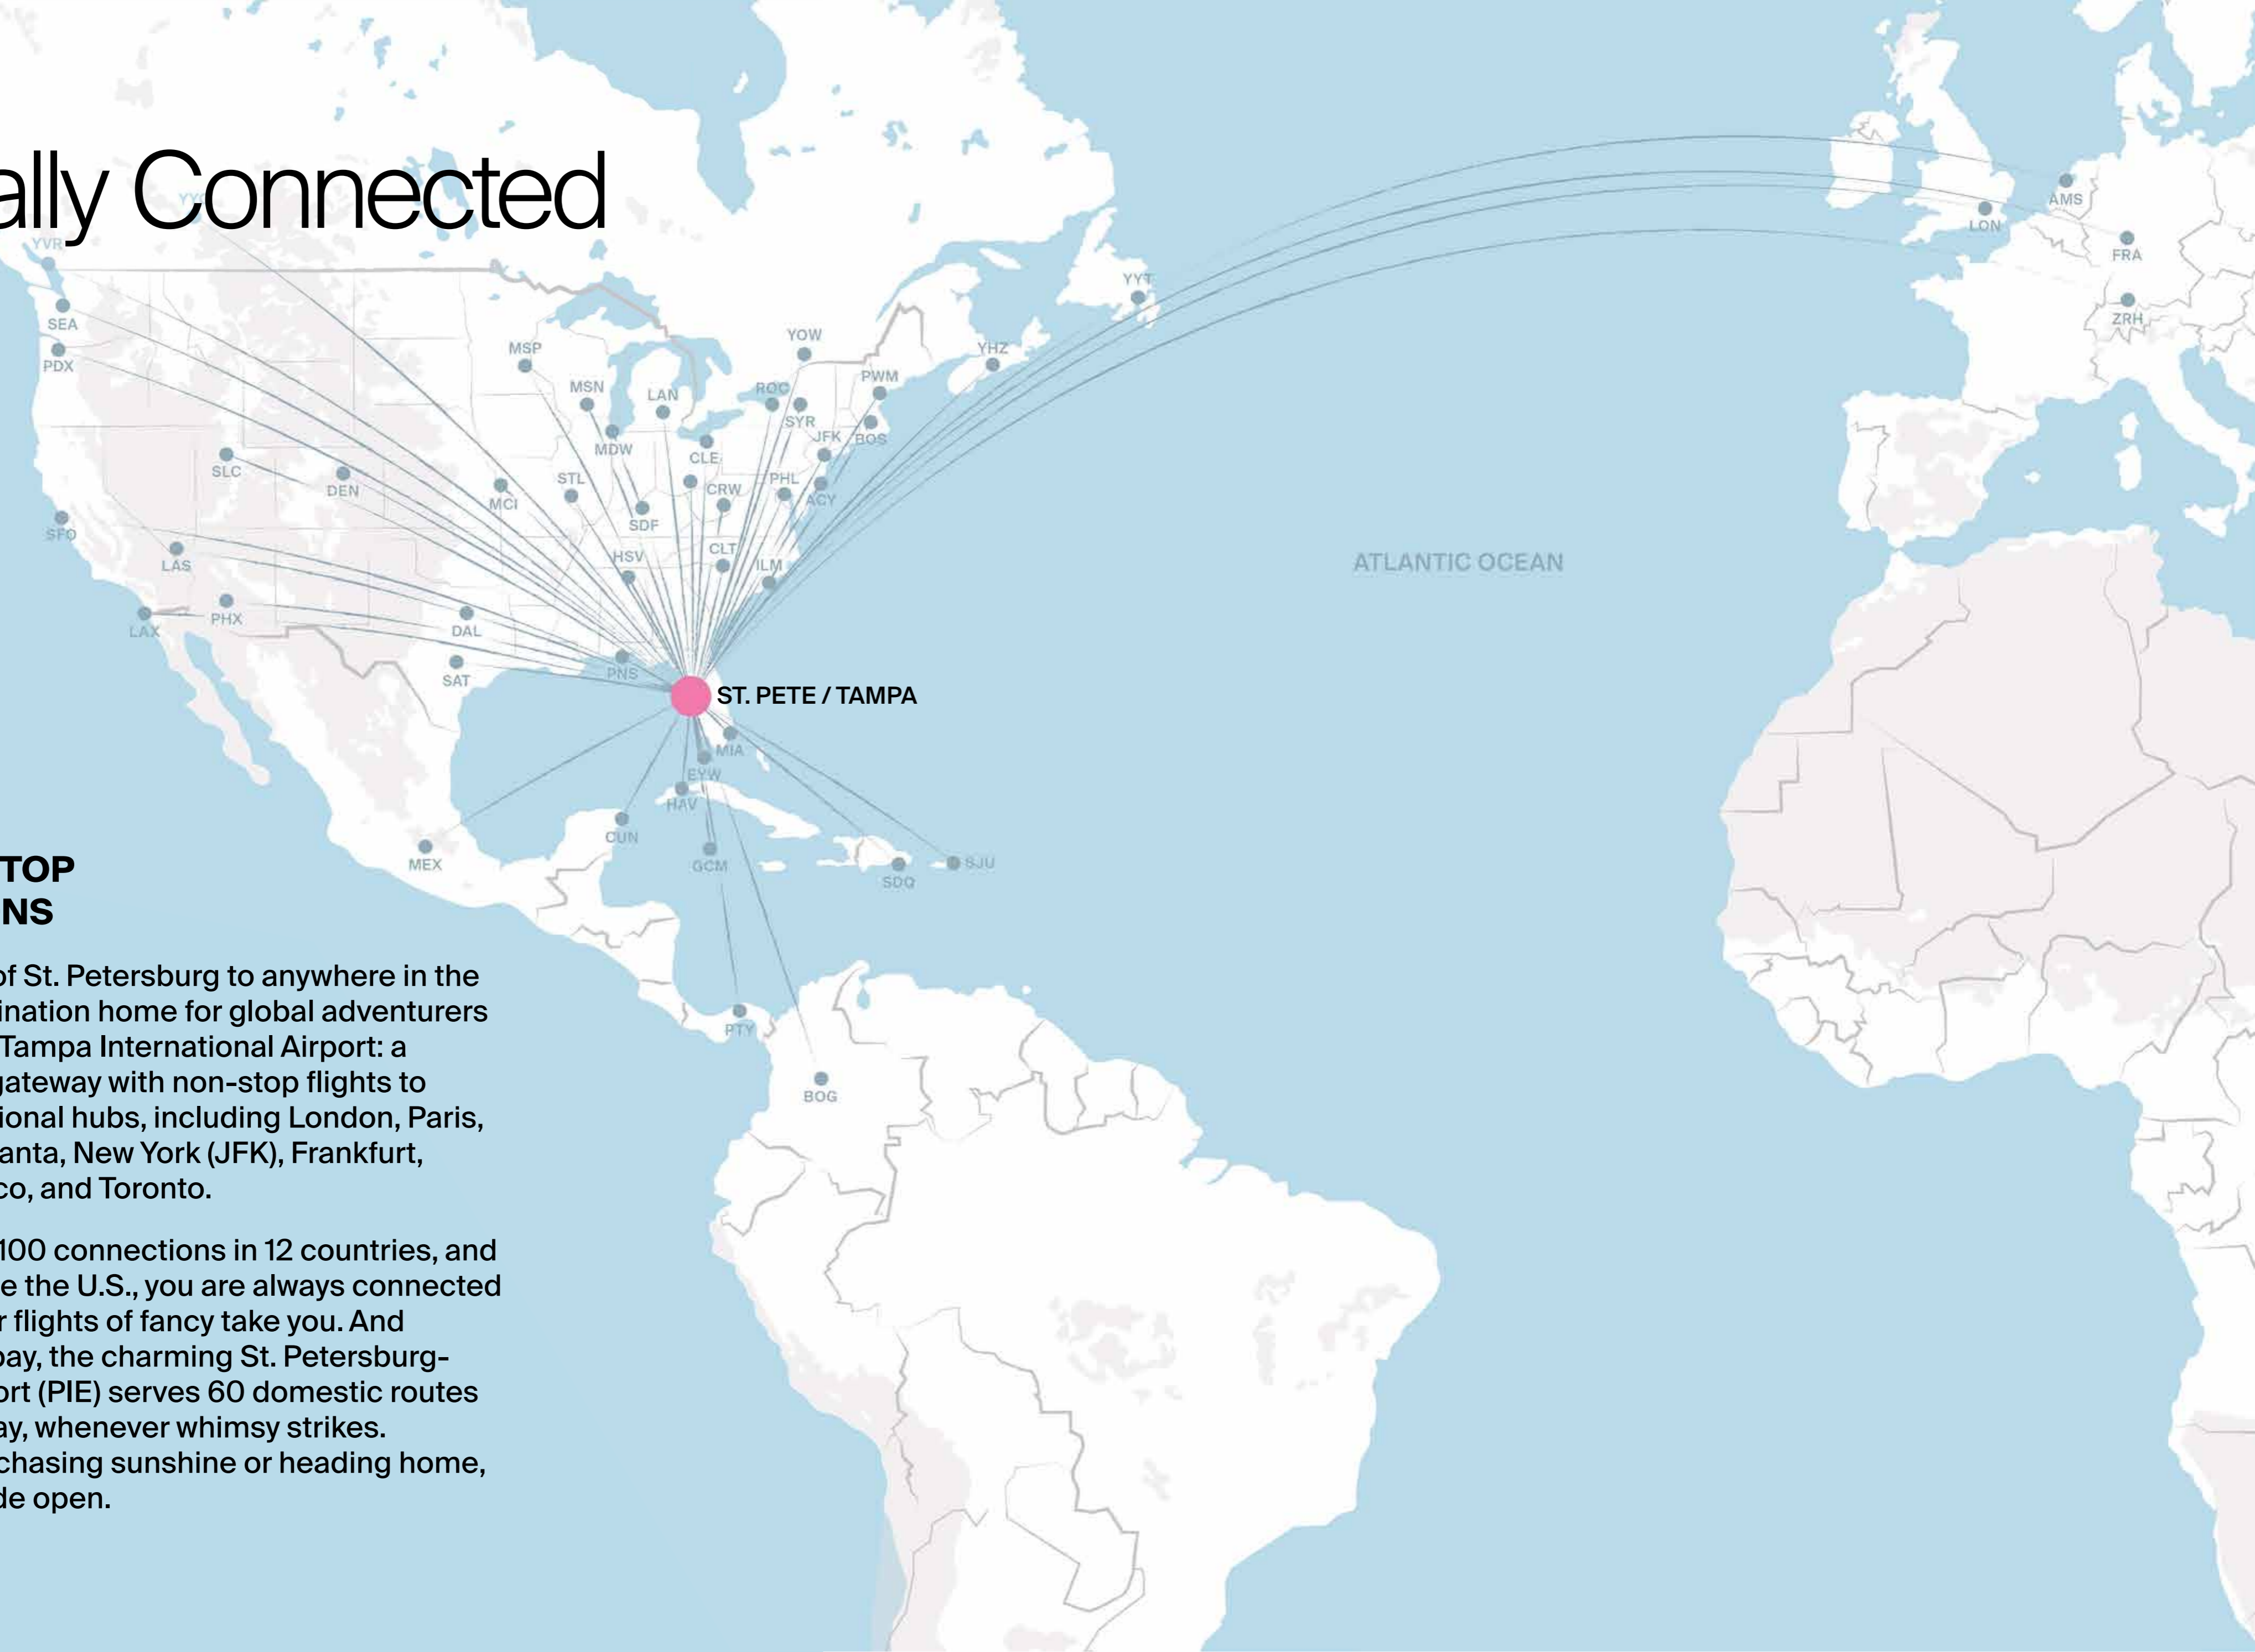 ally Connected
YYC
YVR
SEA
PDX
MSP
YOW
YYT
YHZ
MSN
LAN
ROC
PWM
SYR
JFK
BOS
MDW
CLE
SLC
DEN
MCI
STL
CRW
PHL
ACY
SDF
SFO
LAS
HSV
CLT
ILM
LAX
PHX
DAL
SAT
PNS
ST. PETE / TAMPA
MIA
EYW
HAV
CUN
GCM
MEX
SDQ
SJU
PTY
BOG
ATLANTIC OCEAN
LON
AMS
FRA
ZRH
TOP
NS
of St. Petersburg to anywhere in the
ination home for global adventurers
Tampa International Airport: a
gateway with non-stop flights to
ional hubs, including London, Paris,
anta, New York (JFK), Frankfurt,
co, and Toronto.
100 connections in 12 countries, and
e the U.S., you are always connected
r flights of fancy take you. And
bay, the charming St. Petersburg-
ort (PIE) serves 60 domestic routes
ay, whenever whimsy strikes.
chasing sunshine or heading home,
de open.